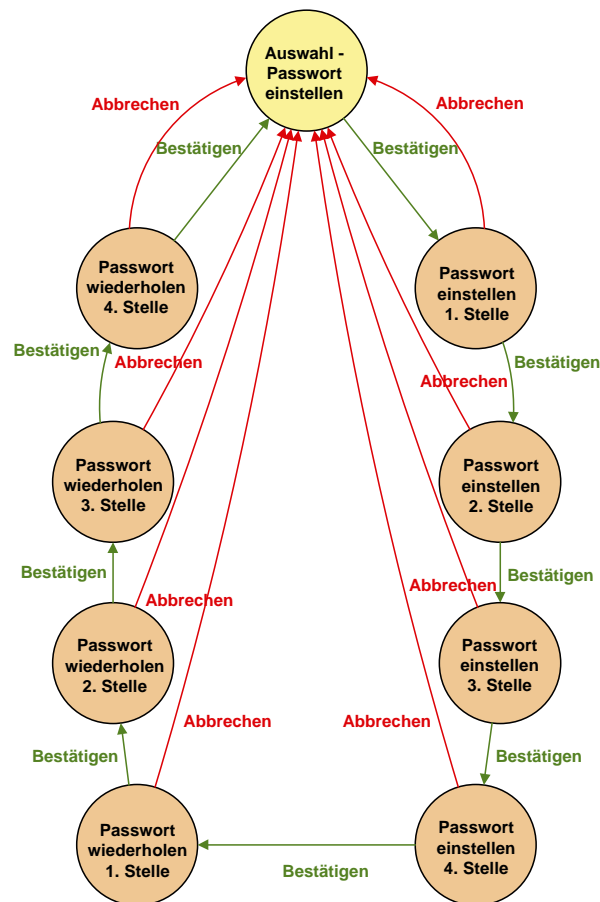 Auswahl -
Passwort
einstellen
Abbrechen
Abbrechen
Bestätigen
Bestätigen
Passwort
wiederholen
4. Stelle
Passwort
einstellen
1. Stelle
Bestätigen
Abbrechen
Abbrechen
Bestätigen
Passwort
wiederholen
3. Stelle
Passwort
einstellen
2. Stelle
Bestätigen
Abbrechen
Abbrechen
Bestätigen
Passwort
wiederholen
2. Stelle
Passwort
einstellen
3. Stelle
Bestätigen
Abbrechen
Abbrechen
Bestätigen
Passwort
wiederholen
1. Stelle
Bestätigen
Passwort
einstellen
4. Stelle